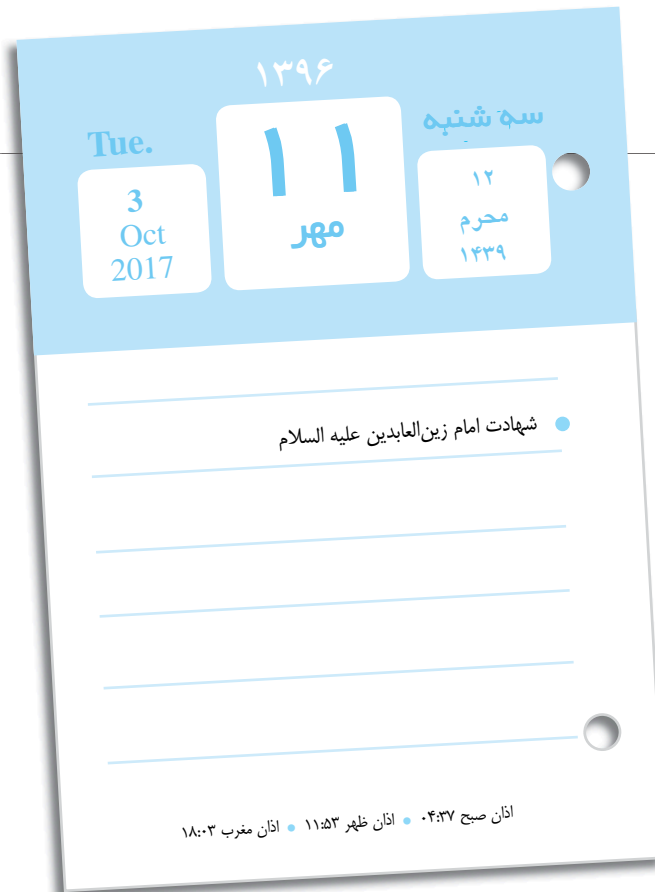 ۱۳۹۶
سه شنبه
۱۲
محرم
۱۴۳۹
۱۱
مهر
Tue.
3
Oct
2017
شهادت امام زین‌العابدین علیه السلام
اذان صبح ۰۴:۳۷ • اذان ظهر ۱۱:۵۳ • اذان مغرب ۱۸:۰۳